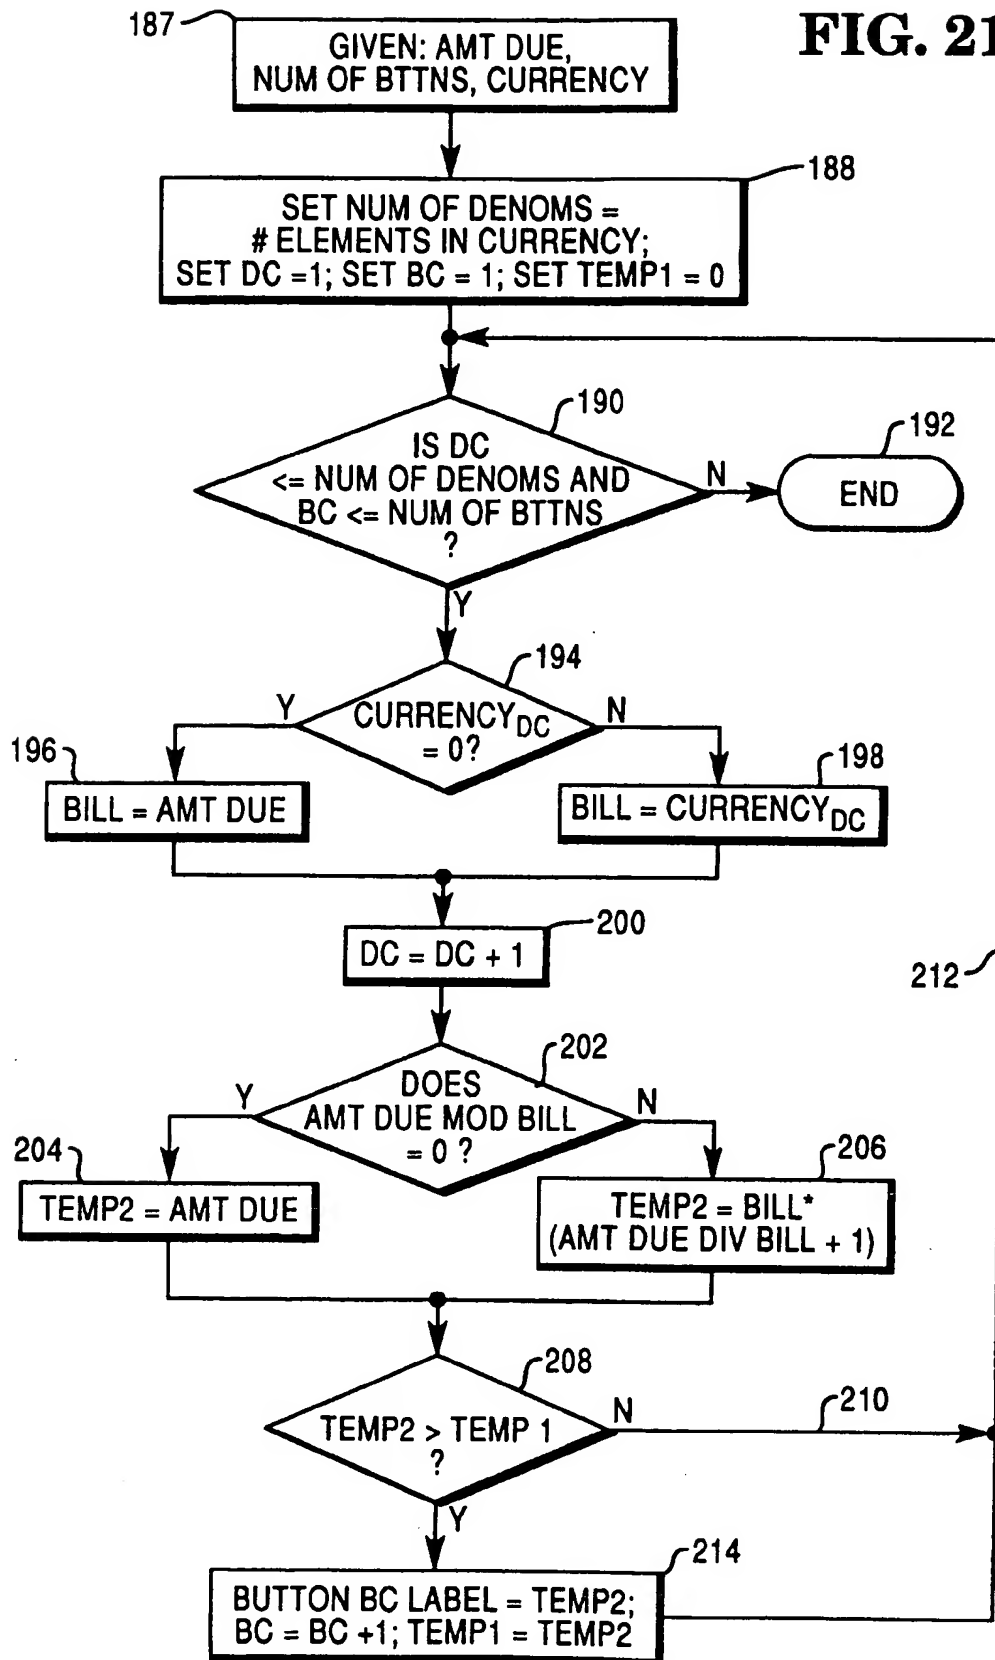 187
FIG. 21
GIVEN: AMT DUE,
NUM OF BTTNS, CURRENCY
188
SET NUM OF DENOMS =
# ELEMENTS IN CURRENCY;
SET DC =1; SET BC = 1; SET TEMP1 = 0
190
IS DC
<= NUM OF DENOMS AND
BC <= NUM OF BTTNS
?
N
192
END
Y
194
CURRENCY_DC
= 0?
Y
N
196
BILL = AMT DUE
198
BILL = CURRENCY_DC
200
DC = DC + 1
212
202
DOES
AMT DUE MOD BILL
= 0 ?
Y
N
204
TEMP2 = AMT DUE
206
TEMP2 = BILL*
(AMT DUE DIV BILL + 1)
208
TEMP2 > TEMP 1
?
N
210
Y
214
BUTTON BC LABEL = TEMP2;
BC = BC +1; TEMP1 = TEMP2